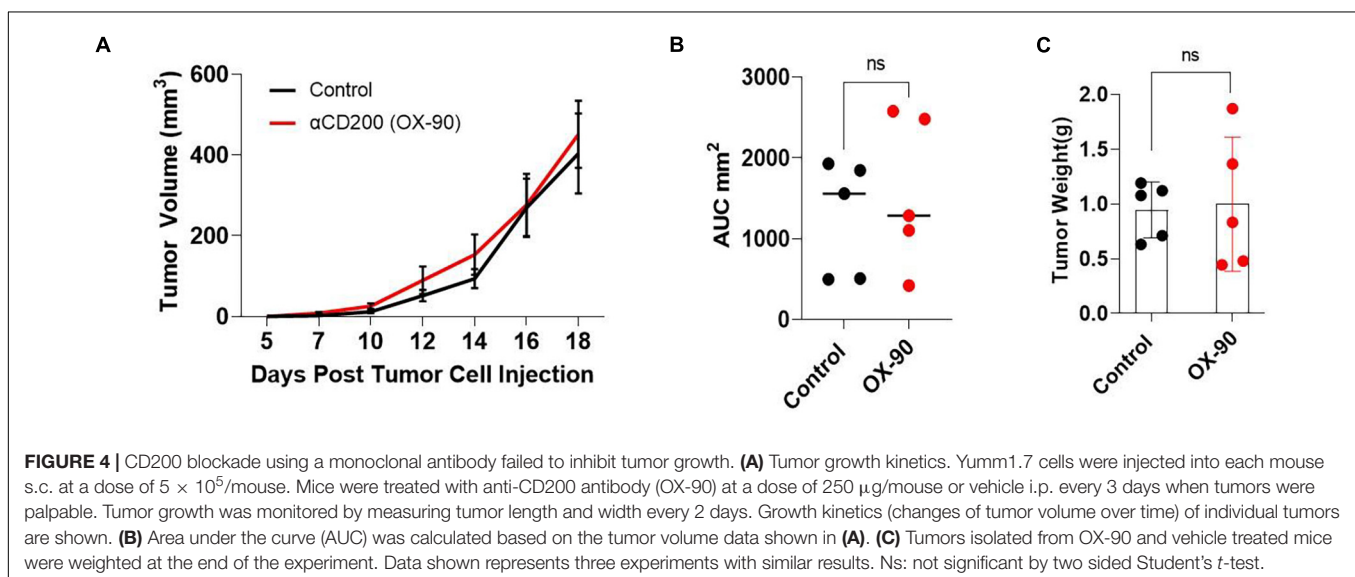 A
B
C
600
400
200
0
Tumor Volume (mm³)
Control
αCD200 (OX-90)
5 7 10 12 14 16 18
Days Post Tumor Cell Injection
ns
3000
2000
1000
0
AUC mm²
Control
OX-90
ns
2.0
1.5
1.0
0.5
0.0
Tumor Weight(g)
Control
OX-90
FIGURE 4 | CD200 blockade using a monoclonal antibody failed to inhibit tumor growth. (A) Tumor growth kinetics. Yumm1.7 cells were injected into each mouse
s.c. at a dose of 5 × 10⁵/mouse. Mice were treated with anti-CD200 antibody (OX-90) at a dose of 250 μg/mouse or vehicle i.p. every 3 days when tumors were
palpable. Tumor growth was monitored by measuring tumor length and width every 2 days. Growth kinetics (changes of tumor volume over time) of individual tumors
are shown. (B) Area under the curve (AUC) was calculated based on the tumor volume data shown in (A). (C) Tumors isolated from OX-90 and vehicle treated mice
were weighted at the end of the experiment. Data shown represents three experiments with similar results. Ns: not significant by two sided Student's t-test.